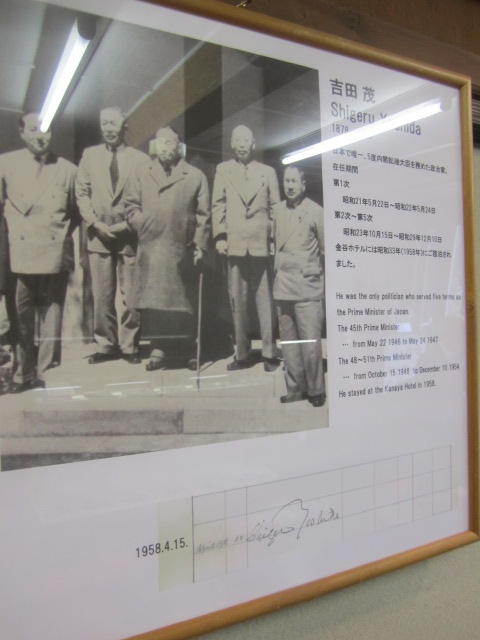 吉田 茂
Shigeru Yoshida
1878
日本で唯一、5度内閣総理大臣を務めた政治家。
在任期間
第1次
昭和21年5月22日～昭和22年5月24日
第2次～第5次
昭和23年10月15日～昭和29年12月10日
金谷ホテルには昭和33年(1958年)にご宿泊され
ました。
He was the only politician who served five terms as
the Prime Minister of Japan.
The 45th Prime Minister
… from May 22 1946 to May 24 1947
The 48～51th Prime Minister
… from October 15 1948 to December 10 1954
He stayed at the Kanaya Hotel in 1958.
1958.4.15.
Shigeru Yoshida